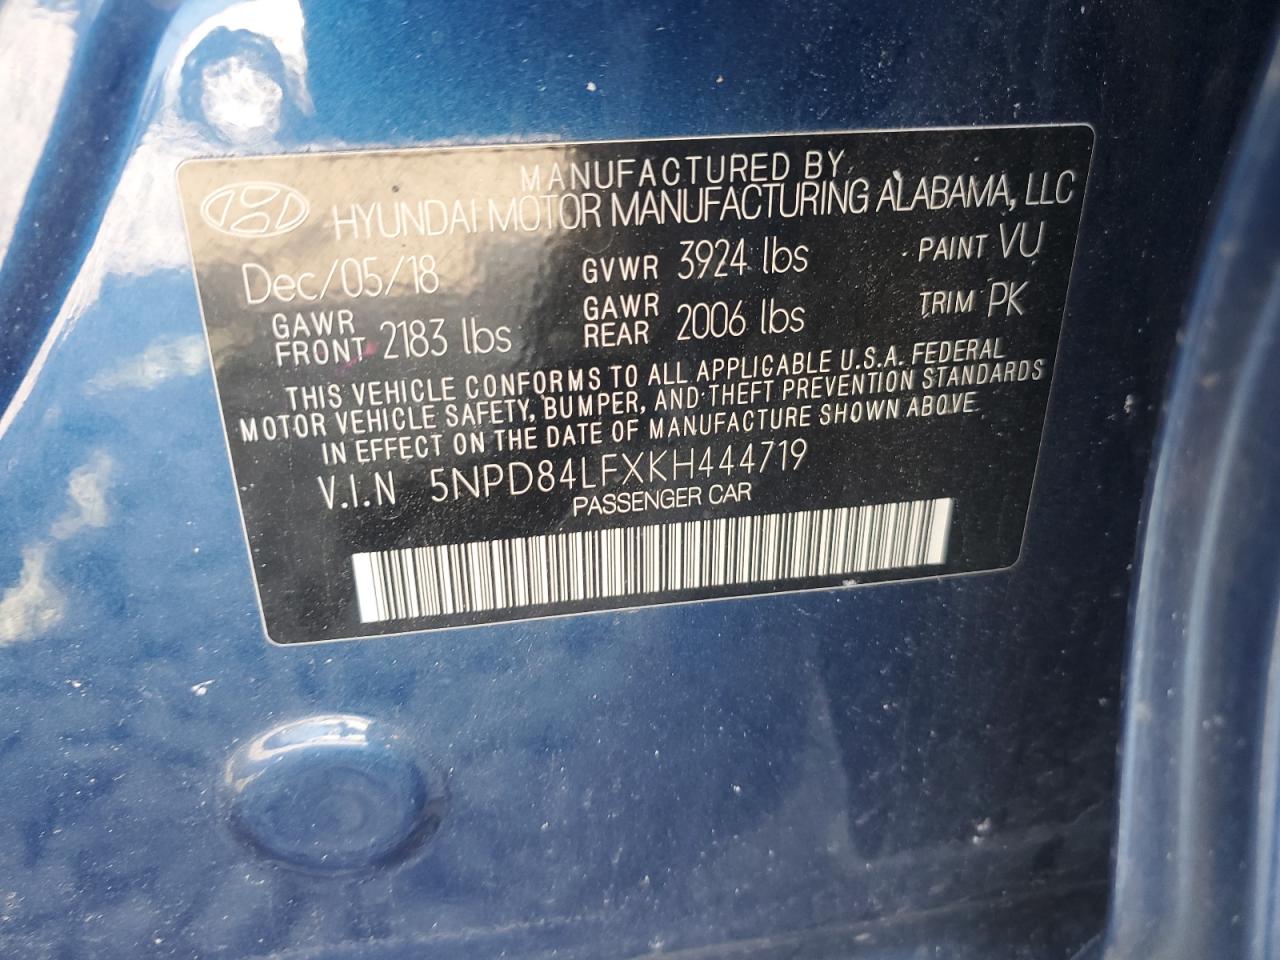 MANUFACTURED BY
HYUNDAI MOTOR MANUFACTURING ALABAMA, LLC
Dec/05/18 GVWR 3924 lbs PAINT VU
GAWR FRONT 2183 lbs GAWR REAR 2006 lbs TRIM PK
THIS VEHICLE CONFORMS TO ALL APPLICABLE U.S.A. FEDERAL
MOTOR VEHICLE SAFETY, BUMPER, AND THEFT PREVENTION STANDARDS
IN EFFECT ON THE DATE OF MANUFACTURE SHOWN ABOVE
V.I.N 5NPD84LFXKH444719
PASSENGER CAR